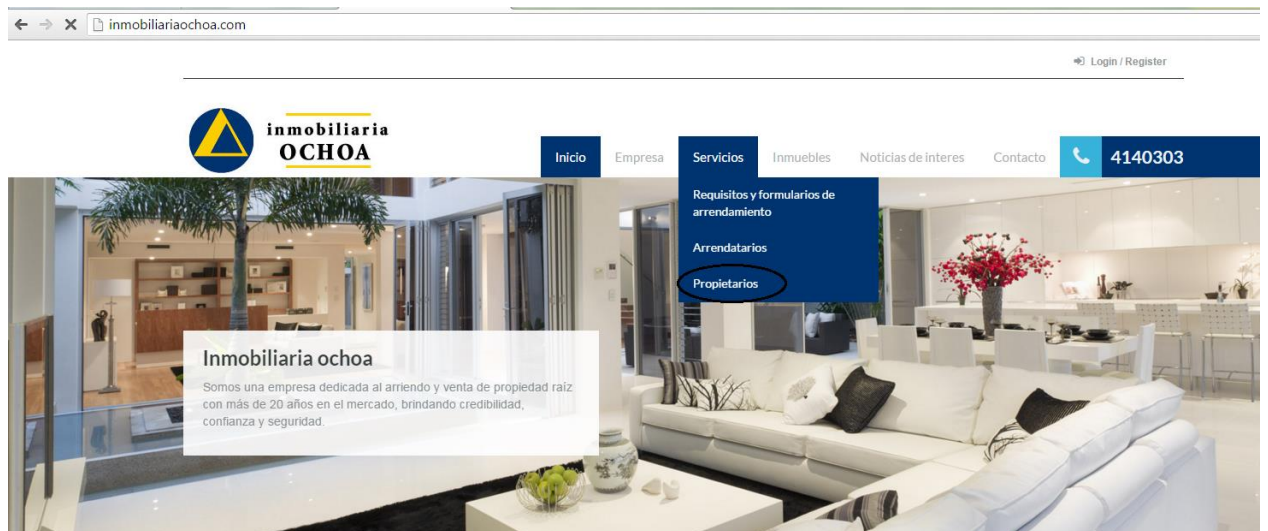 inmobiliariaochoa.com
Login / Register
inmobiliaria
OCHOA
Inicio Empresa Servicios Inmuebles Noticias de interes Contacto 4140303
Requisitos y formularios de
arrendamiento
Arrendatarios
Propietarios
Inmobiliaria ochoa
Somos una empresa dedicada al arriendo y venta de propiedad raíz
con más de 20 años en el mercado, brindando credibilidad,
confianza y seguridad.